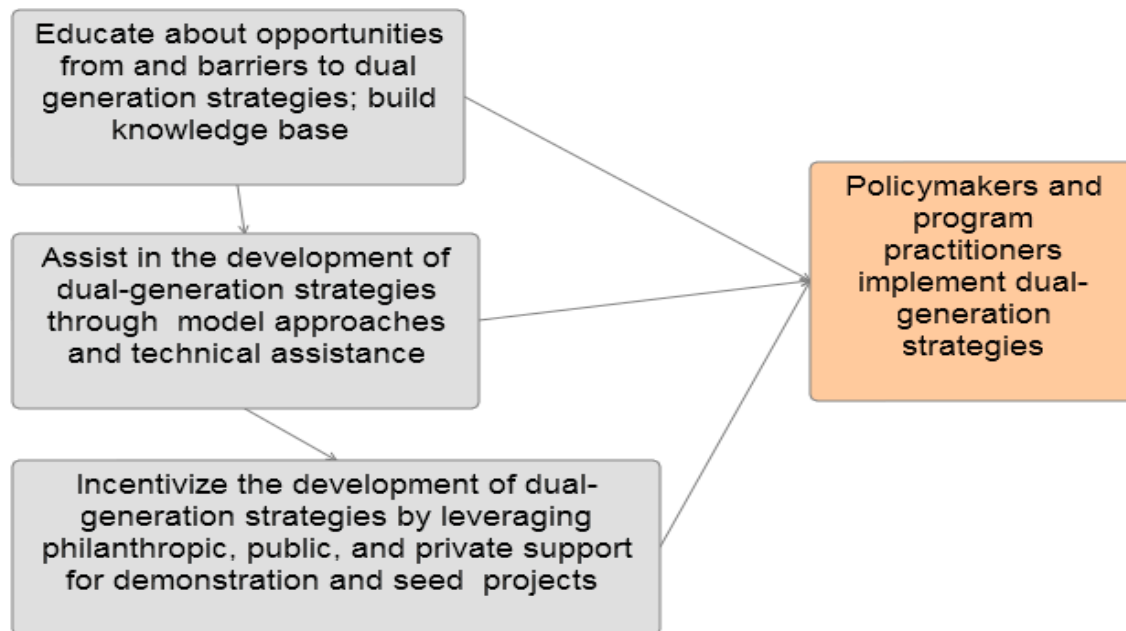 Educate about opportunities
from and barriers to dual
generation strategies; build
knowledge base
Assist in the development of
dual-generation strategies
through  model approaches
and technical assistance
Incentivize the development of dual-
generation strategies by leveraging
philanthropic, public, and private support
for demonstration and seed  projects
Policymakers and
program
practitioners
implement dual-
generation
strategies